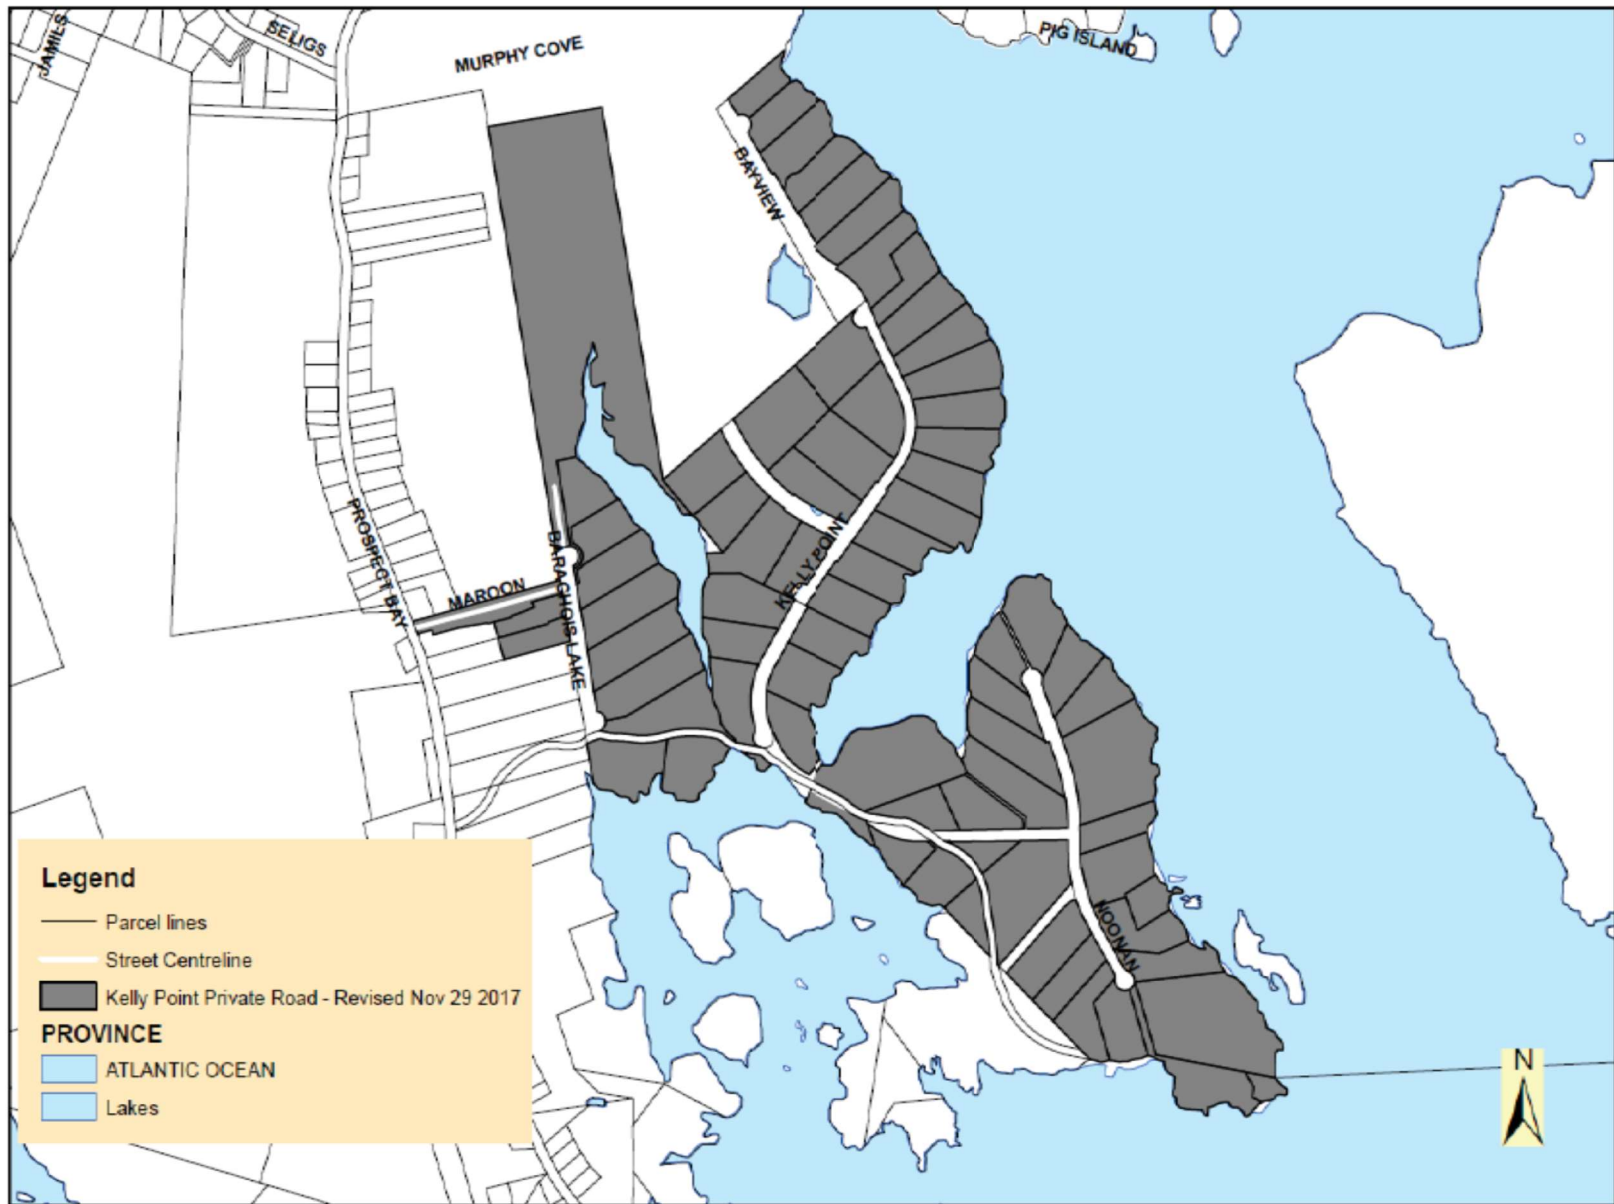 JAMILS
SELIGS
MURPHY COVE
PIG ISLAND
BAYVIEW
PROSPECT BAY
MAROON
BARACHOIS LAKE
KELLY POINT
NOONAN
Legend
Parcel lines
Street Centreline
Kelly Point Private Road - Revised Nov 29 2017
PROVINCE
ATLANTIC OCEAN
Lakes
N